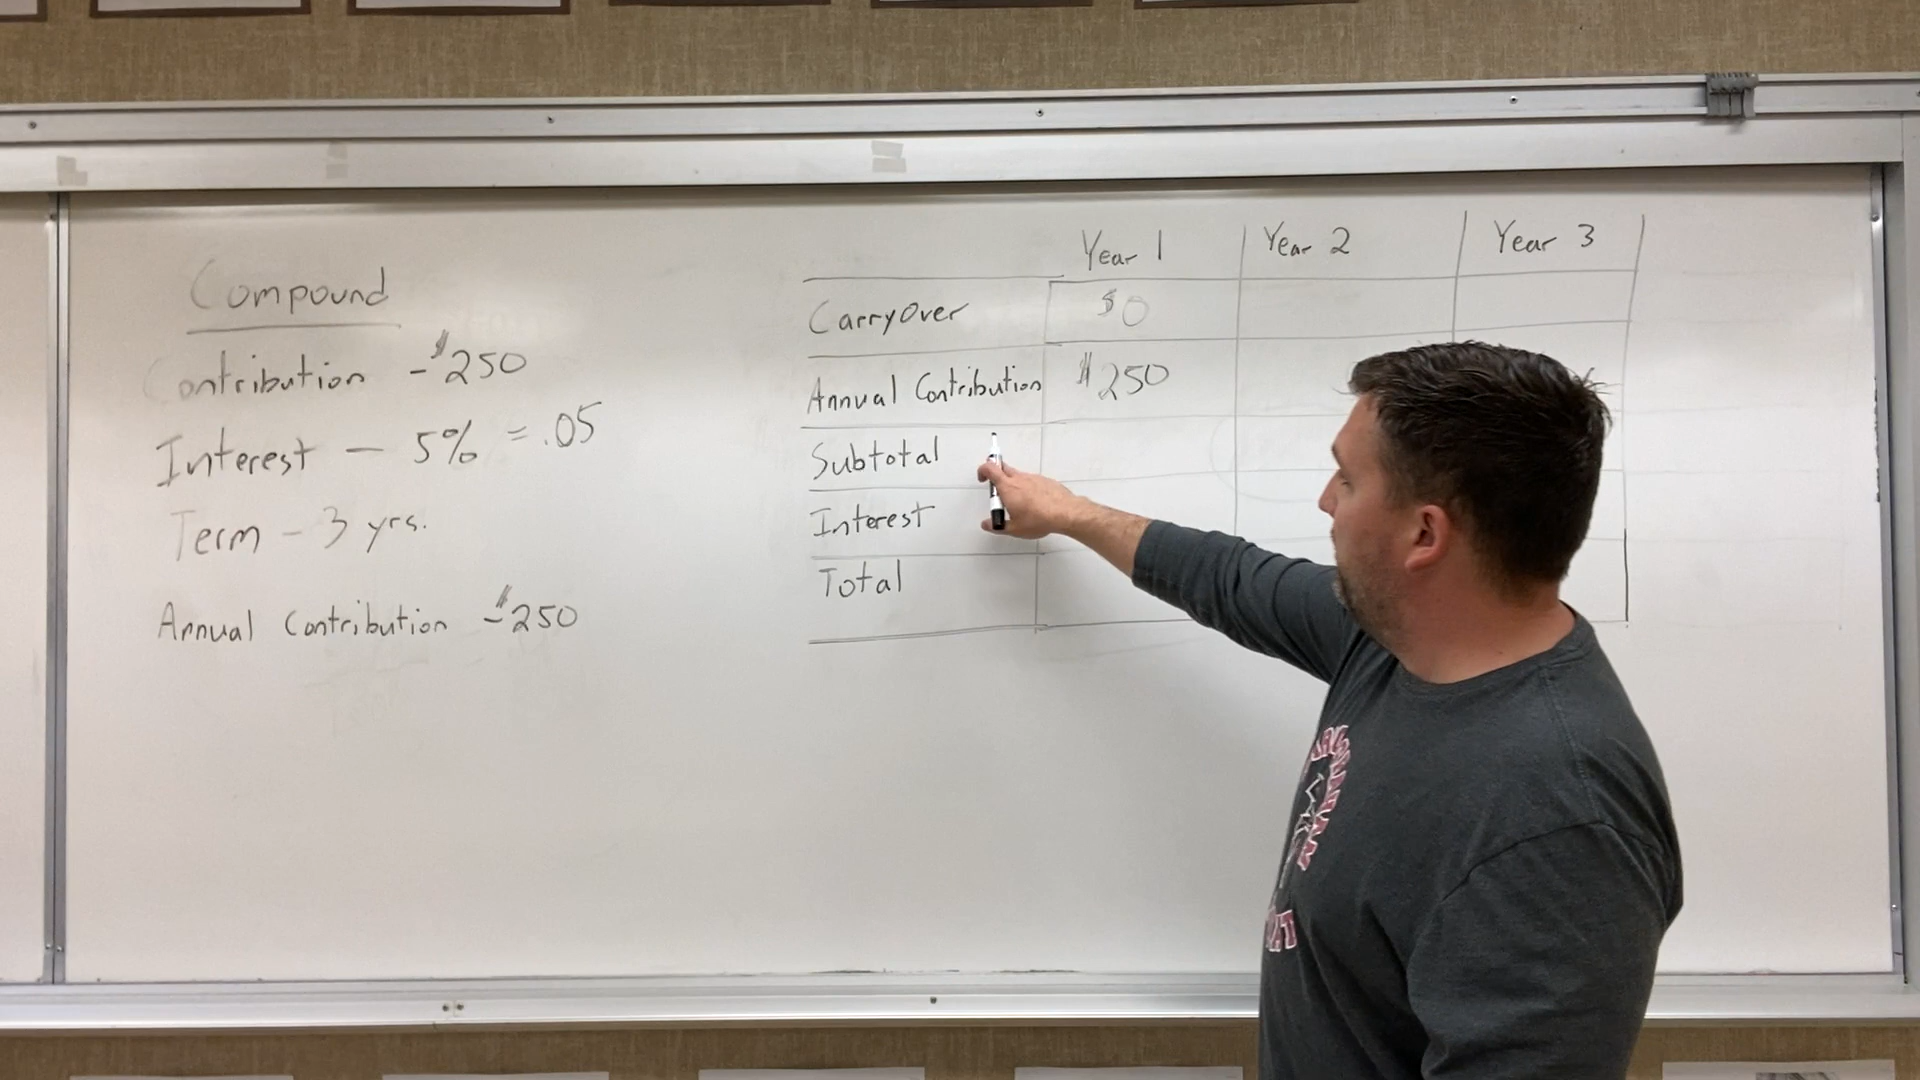 Compound
Contribution - $250
Interest - 5% = .05
Term - 3 yrs.
Annual Contribution - $250
Year 1 Year 2 Year 3
CarryOver $0
Annual Contribution $250
Subtotal
Interest
Total